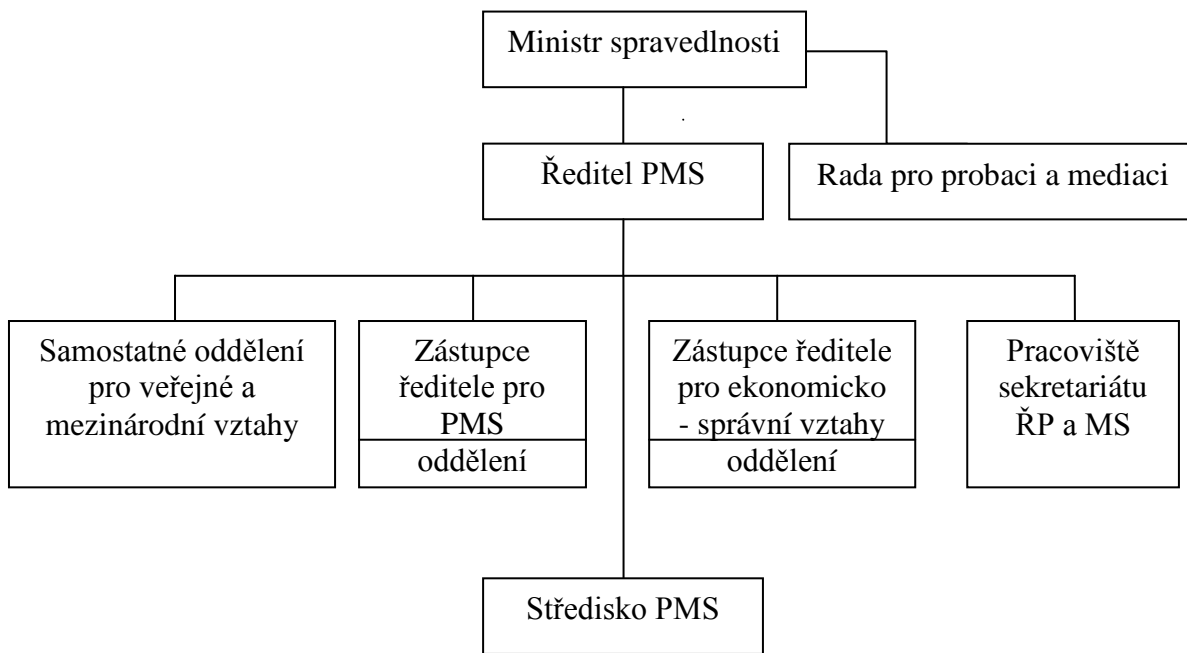 Ministr spravedlnosti
Ředitel PMS
Rada pro probaci a mediaci
Samostatné oddělení
pro veřejné a
mezinárodní vztahy
Zástupce
ředitele pro
PMS
oddělení
Zástupce ředitele
pro ekonomicko
- správní vztahy
oddělení
Pracoviště
sekretariátu
ŘP a MS
Středisko PMS